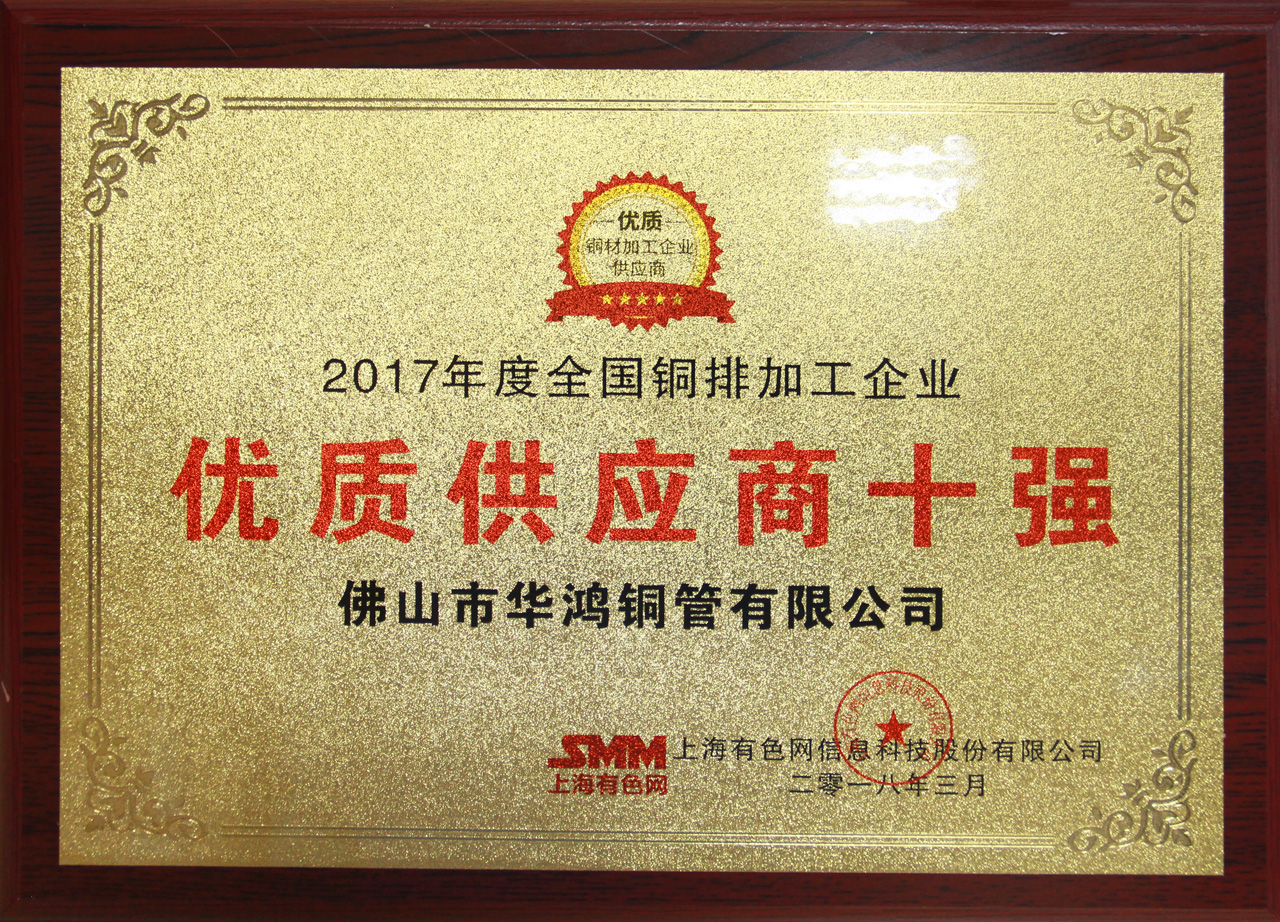 优质
铜材加工企业
供应商
2017年度全国铜排加工企业
优质供应商十强
佛山市华鸿铜管有限公司
SMM
上海有色网
上海有色网信息科技股份有限公司
二零一八年三月